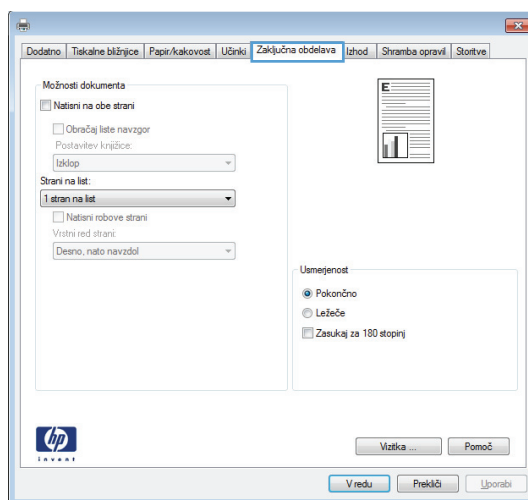 Dodatno Tiskalne bližnjice Papir/kakovost Učinki Zaključna obdelava Izhod Shramba opravil Storitve
Možnosti dokumenta
Natisni na obe strani
Obračaj liste navzgor
Postavitev knjižice:
Izklop
Strani na list:
1 stran na list
Natisni robove strani
Vrstni red strani:
Desno, nato navzdol
E
Usmerjenost
Pokončno
Ležeče
Zasukaj za 180 stopinj
hp
invent
Vizitka ... Pomoč
V redu Prekliči Uporabi